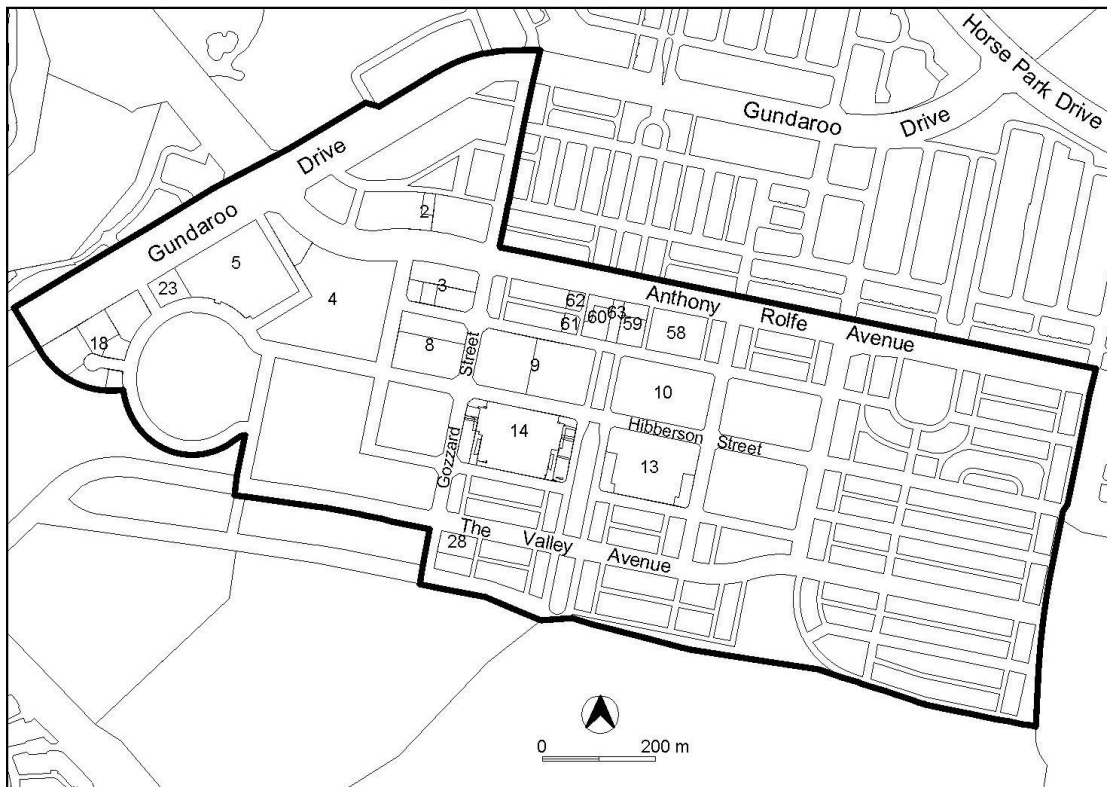 Horse Park Drive
Gundaroo Drive
Gundaroo Drive
2
5
23
4
3
18
8
Gozzard Street
62
61
60
63
59
58
Anthony Rolfe Avenue
9
10
14
Hibberson Street
13
28
The Valley Avenue
0 200 m